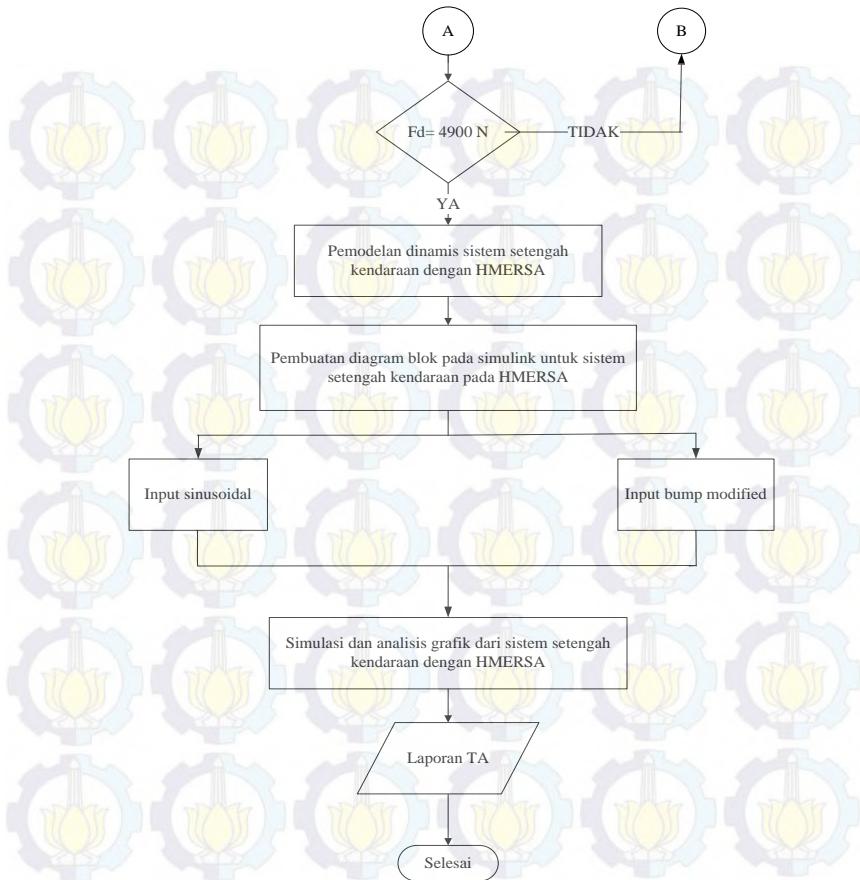 A
B
Fd= 4900 N
TIDAK
YA
Pemodelan dinamis sistem setengah
kendaraan dengan HMERSA
Pembuatan diagram blok pada simulink untuk sistem
setengah kendaraan pada HMERSA
Input sinusoidal
Input bump modified
Simulasi dan analisis grafik dari sistem setengah
kendaraan dengan HMERSA
Laporan TA
Selesai